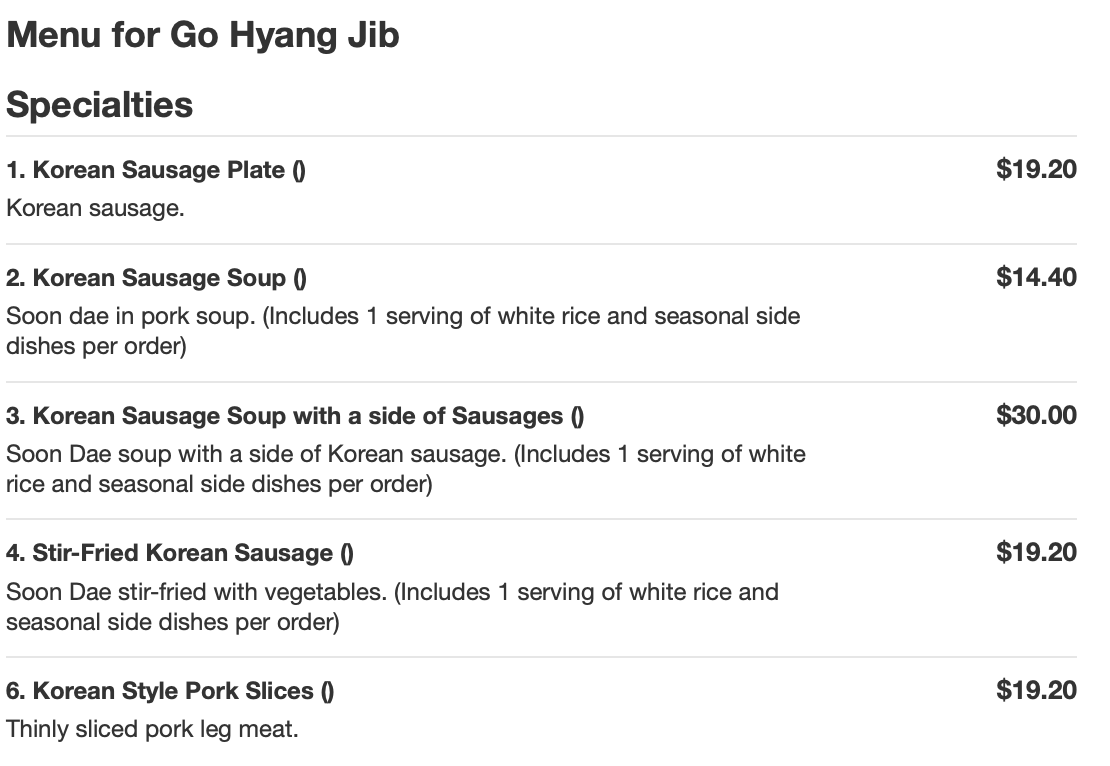 Menu for Go Hyang Jib
Specialties
1. Korean Sausage Plate () $19.20
Korean sausage.
2. Korean Sausage Soup () $14.40
Soon dae in pork soup. (Includes 1 serving of white rice and seasonal side
dishes per order)
3. Korean Sausage Soup with a side of Sausages () $30.00
Soon Dae soup with a side of Korean sausage. (Includes 1 serving of white
rice and seasonal side dishes per order)
4. Stir-Fried Korean Sausage () $19.20
Soon Dae stir-fried with vegetables. (Includes 1 serving of white rice and
seasonal side dishes per order)
6. Korean Style Pork Slices () $19.20
Thinly sliced pork leg meat.